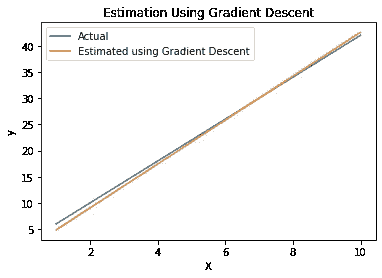 Estimation Using Gradient Descent
Actual
Estimated using Gradient Descent
40
35
30
25
20
15
10
5
y
2 4 6 8 10
X